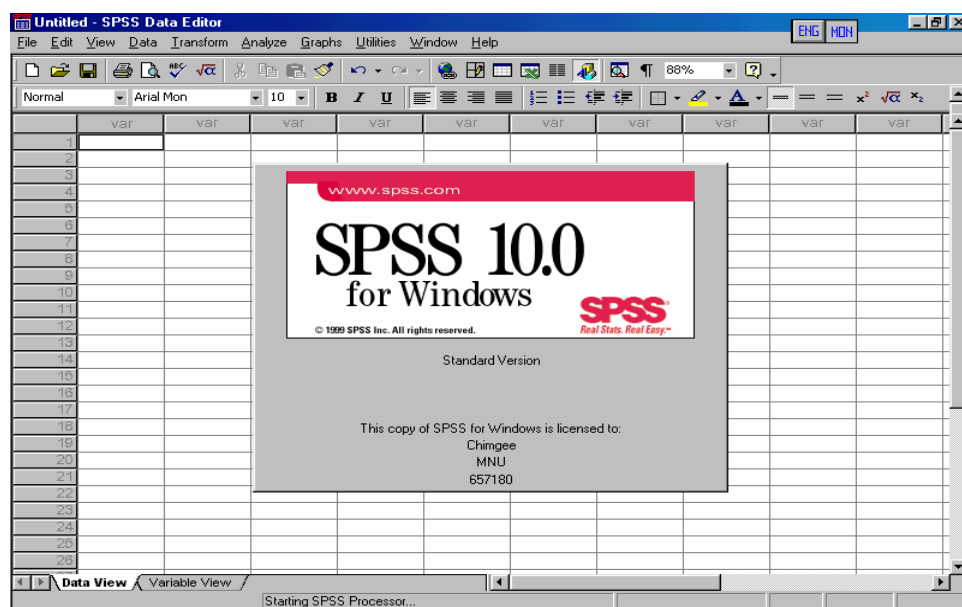 Untitled - SPSS Data Editor
ENG MON
File Edit View Data Transform Analyze Graphs Utilities Window Help
ABC √α 88%
Normal Arial Mon 10 B I U x² √α ×₂
var var var var var var var var var var
1
2
3
4
5
6
7
8
9
10
11
12
13
14
15
16
17
18
19
20
21
22
23
24
25
26
www.spss.com
SPSS 10.0
for Windows
SPSS
Real Stats. Real Easy.™
© 1999 SPSS Inc. All rights reserved.
Standard Version
This copy of SPSS for Windows is licensed to:
Chimgee
MNU
657180
Data View Variable View
Starting SPSS Processor...